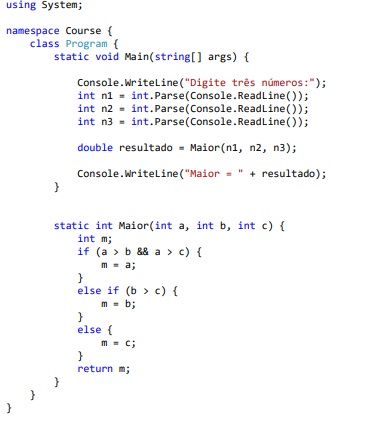 using System;
namespace Course {
class Program {
static void Main(string[] args) {
Console.WriteLine("Digite três números:");
int n1 = int.Parse(Console.ReadLine());
int n2 = int.Parse(Console.ReadLine());
int n3 = int.Parse(Console.ReadLine());
double resultado = Maior(n1, n2, n3);
Console.WriteLine("Maior = " + resultado);
}
static int Maior(int a, int b, int c) {
int m;
if (a > b && a > c) {
m = a;
}
else if (b > c) {
m = b;
}
else {
m = c;
}
return m;
}
}
}